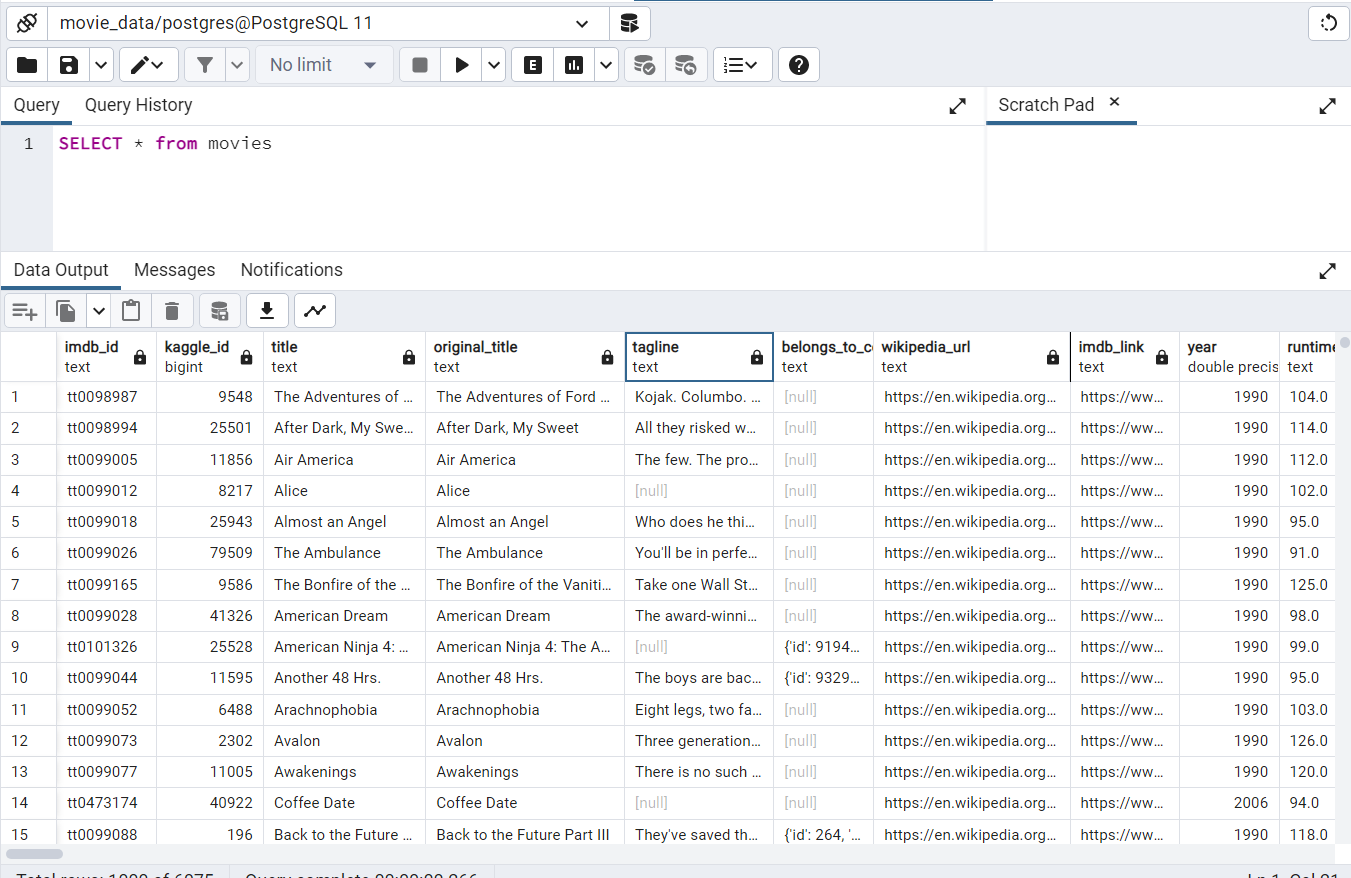 movie_data/postgres@PostgreSQL 11
No limit
E
Query Query History Scratch Pad
1 SELECT * from movies
Data Output Messages Notifications
imdb_id kaggle_id title original_title tagline belongs_to_co wikipedia_url imdb_link year runtime
text bigint text text text text text text double precis text
1 tt0098987 9548 The Adventures of ... The Adventures of Ford ... Kojak. Columbo. ... [null] https://en.wikipedia.org... https://ww... 1990 104.0
2 tt0098994 25501 After Dark, My Swe... After Dark, My Sweet All they risked w... [null] https://en.wikipedia.org... https://ww... 1990 114.0
3 tt0099005 11856 Air America Air America The few. The pro... [null] https://en.wikipedia.org... https://ww... 1990 112.0
4 tt0099012 8217 Alice Alice [null] [null] https://en.wikipedia.org... https://ww... 1990 102.0
5 tt0099018 25943 Almost an Angel Almost an Angel Who does he thi... [null] https://en.wikipedia.org... https://ww... 1990 95.0
6 tt0099026 79509 The Ambulance The Ambulance You'll be in perfe... [null] https://en.wikipedia.org... https://ww... 1990 91.0
7 tt0099165 9586 The Bonfire of the ... The Bonfire of the Vaniti... Take one Wall St... [null] https://en.wikipedia.org... https://ww... 1990 125.0
8 tt0099028 41326 American Dream American Dream The award-winni... [null] https://en.wikipedia.org... https://ww... 1990 98.0
9 tt0101326 25528 American Ninja 4: ... American Ninja 4: The A... [null] {'id': 9194... https://en.wikipedia.org... https://ww... 1990 99.0
10 tt0099044 11595 Another 48 Hrs. Another 48 Hrs. The boys are bac... {'id': 9329... https://en.wikipedia.org... https://ww... 1990 95.0
11 tt0099052 6488 Arachnophobia Arachnophobia Eight legs, two fa... [null] https://en.wikipedia.org... https://ww... 1990 103.0
12 tt0099073 2302 Avalon Avalon Three generation... [null] https://en.wikipedia.org... https://ww... 1990 126.0
13 tt0099077 11005 Awakenings Awakenings There is no such ... [null] https://en.wikipedia.org... https://ww... 1990 120.0
14 tt0473174 40922 Coffee Date Coffee Date [null] [null] https://en.wikipedia.org... https://ww... 2006 94.0
15 tt0099088 196 Back to the Future ... Back to the Future Part III They've saved th... {'id': 264, '... https://en.wikipedia.org... https://ww... 1990 118.0
Total rows: 1000 of Query complete Ln 1, Col 21